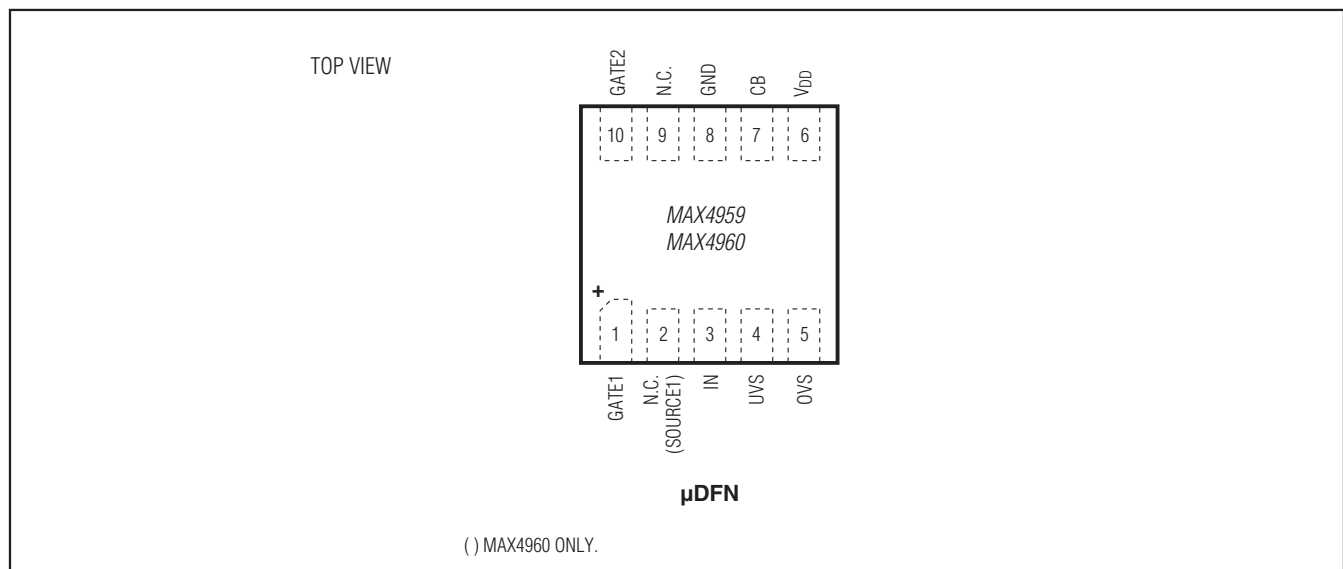 TOP VIEW
GATE2
N.C.
GND
CB
VDD
10 9 8 7 6
MAX4959
MAX4960
+
1 2 3 4 5
GATE1
N.C.
(SOURCE1)
IN
UVS
OVS
µDFN
( ) MAX4960 ONLY.